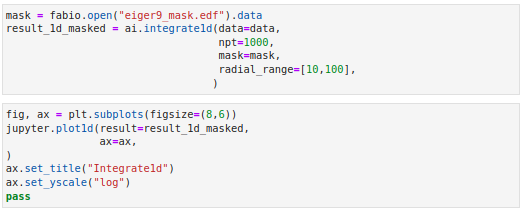 mask = fabio.open("eiger9_mask.edf").data
result_1d_masked = ai.integrate1d(data=data,
                                  npt=1000,
                                  mask=mask,
                                  radial_range=[10,100],
                                 )
fig, ax = plt.subplots(figsize=(8,6))
jupyter.plot1d(result=result_1d_masked,
               ax=ax,
)
ax.set_title("Integrate1d")
ax.set_yscale("log")
pass